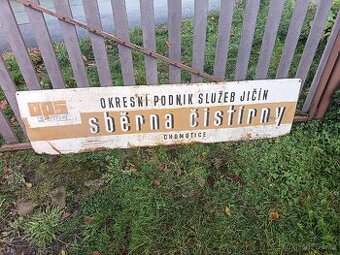 OKRESNÍ PODNIK SLUŽEB JIČÍN
sběrna čistírny
CHOMUTICE